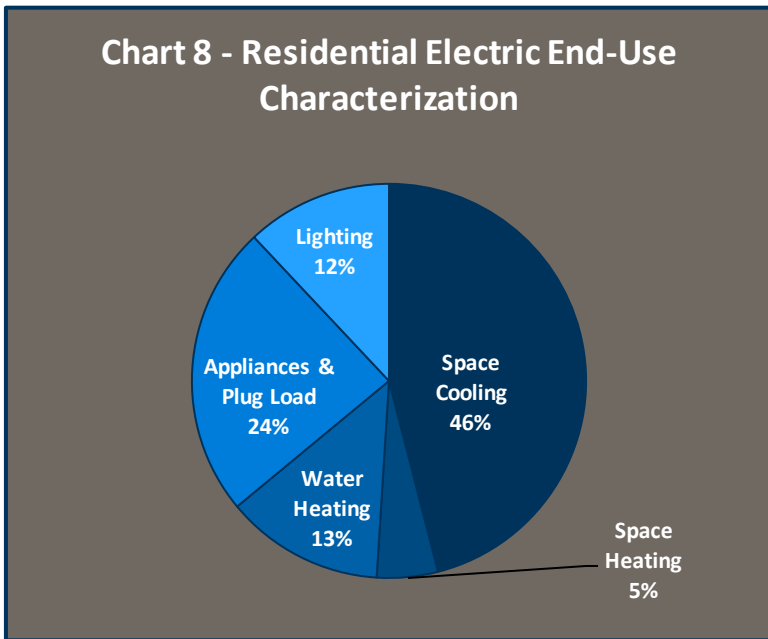 Chart 8 - Residential Electric End-Use
Characterization
Lighting
12%
Space
Cooling
46%
Appliances &
Plug Load
24%
Water
Heating
13%
Space
Heating
5%